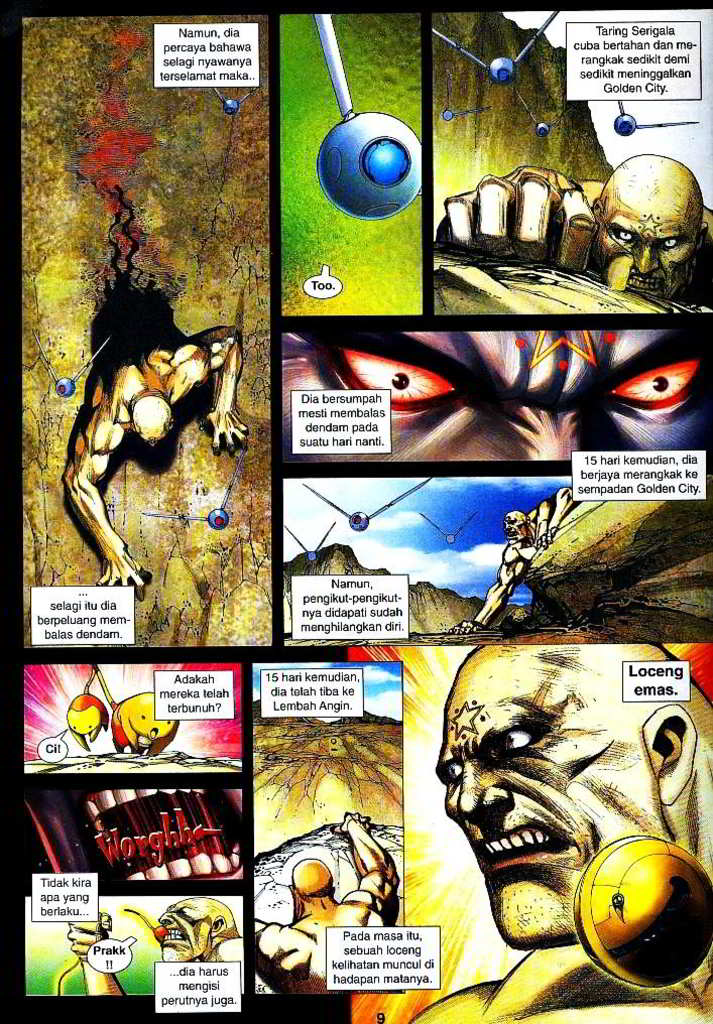 Namun, dia
percaya bahawa
selagi nyawanya
terselamat maka..
...
selagi itu dia
berpeluang mem-
balas dendam.
Too.
Taring Serigala
cuba bertahan dan me-
rangkak sedikit demi
sedikit meninggalkan
Golden City.
Dia bersumpah
mesti membalas
dendam pada
suatu hari nanti.
15 hari kemudian, dia
berjaya merangkak ke
sempadan Golden City.
Namun,
pengikut-pengikut-
nya didapati sudah
menghilangkan diri.
Adakah
mereka telah
terbunuh?
Ci!
Worghh
Tidak kira
apa yang
berlaku...
Prakk
!!
...dia harus
mengisi
perutnya juga.
15 hari kemudian,
dia telah tiba ke
Lembah Angin.
Pada masa itu,
sebuah loceng
kelihatan muncul di
hadapan matanya.
Loceng
emas.
9